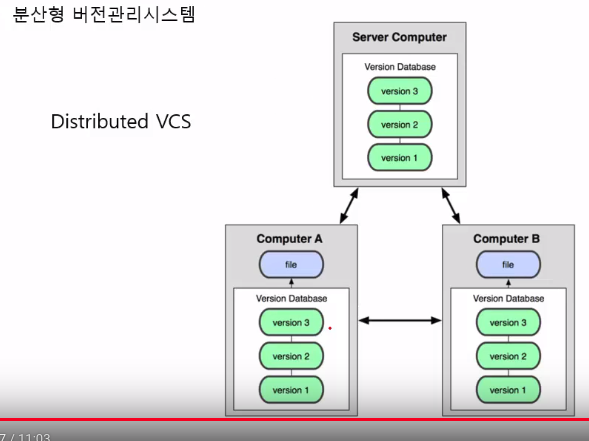 분산형 버전관리시스템
Distributed VCS
Server Computer
Version Database
version 3
version 2
version 1
Computer A
file
Version Database
version 3
version 2
version 1
Computer B
file
Version Database
version 3
version 2
version 1
7 / 11:03